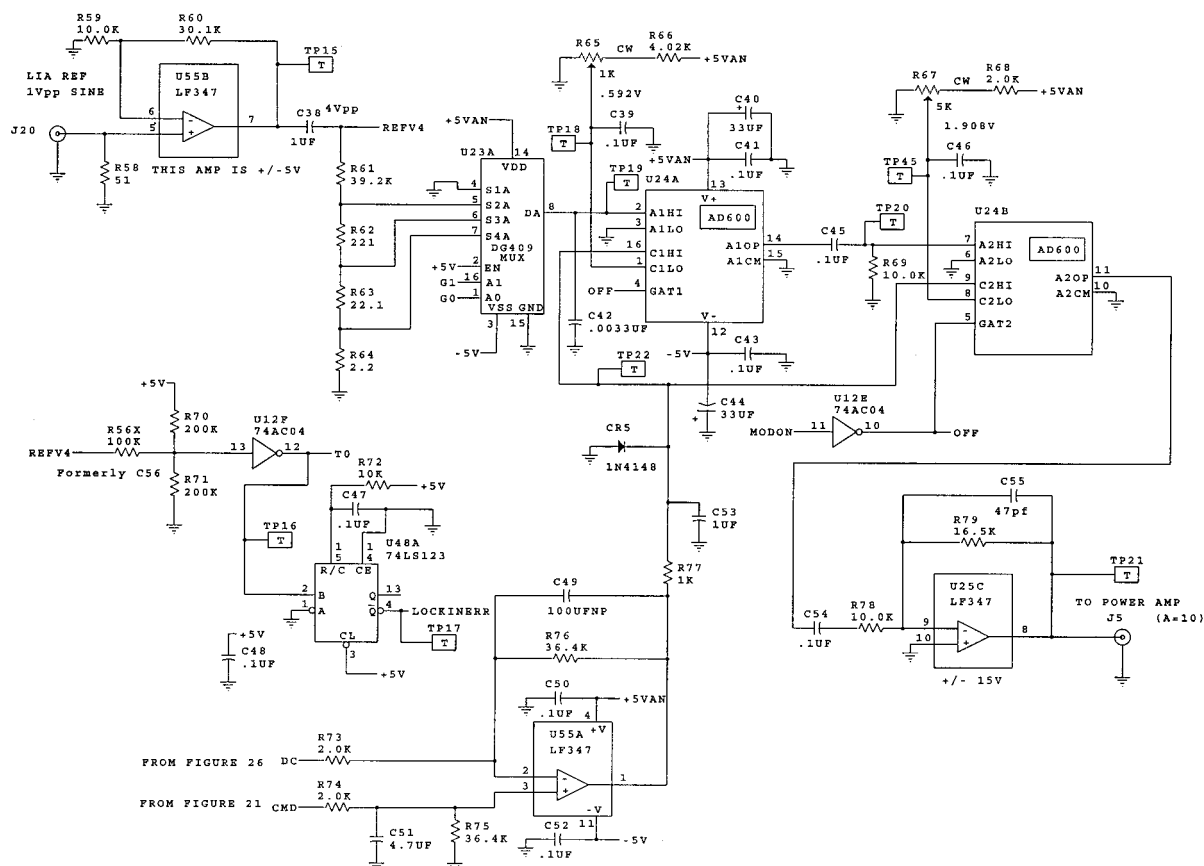 R59
10.0K
R60
30.1K
TP15
T
LIA REF
1Vpp SINE
U55B
LF347
6
5
-
+
7
J20
R58
51
THIS AMP IS +/-5V
C38
1UF
4Vpp
REFV4
R61
39.2K
R62
221
R63
22.1
R64
2.2
+5VAN
U23A
14
VDD
4
S1A
5
S2A
6
S3A
7
S4A
DA
8
DG409
MUX
+5V
2
EN
G1
16
A1
G0
1
A0
VSS
GND
3
15
-5V
R65
CW
1K
.592V
R66
4.02K
+5VAN
C39
.1UF
TP18
T
C40
+
33UF
C41
.1UF
+5VAN
TP19
T
U24A
13
V+
AD600
2
A1HI
3
A1LO
16
C1HI
1
C1LO
OFF
4
GAT1
A1OP
14
A1CM
15
V-
12
C42
.0033UF
TP22
T
-5V
C43
.1UF
C44
33UF
+
C45
.1UF
TP20
T
R69
10.0K
R67
CW
5K
1.908V
R68
2.0K
+5VAN
TP45
T
C46
.1UF
U24B
AD600
7
A2HI
6
A2LO
9
C2HI
8
C2LO
5
GAT2
A2OP
11
A2CM
10
U12E
74AC04
MODON
11
10
OFF
+5V
R70
200K
R56X
100K
REFV4
Formerly C56
R71
200K
U12F
74AC04
13
12
T0
R72
10K
+5V
C47
.1UF
TP16
T
U48A
74LS123
1
5
1
4
R/C
CE
2
B
1
A
Q
13
Q
4
LOCKINERR
TP17
T
CL
3
+5V
+5V
C48
.1UF
CR5
1N4148
C53
1UF
R77
1K
C49
100UFNP
R76
36.4K
C50
.1UF
+5VAN
4
+V
U55A
LF347
2
3
-
+
1
-V
11
-5V
C52
.1UF
R73
2.0K
FROM FIGURE 26
DC
R74
2.0K
FROM FIGURE 21
CMD
C51
4.7UF
R75
36.4K
C55
47pf
R79
16.5K
C54
.1UF
R78
10.0K
U25C
LF347
9
10
-
+
8
+/- 15V
TP21
T
TO POWER AMP
J5
(A=10)